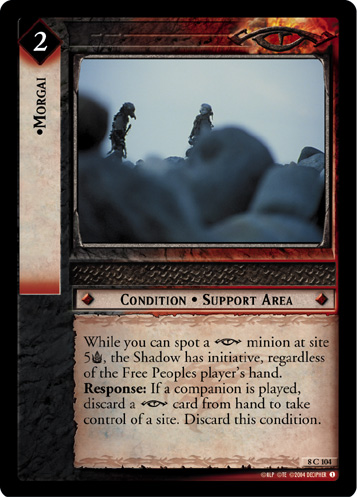 2
•Morgai
Condition • Support Area
While you can spot a minion at site
5, the Shadow has initiative, regardless
of the Free Peoples player's hand.
Response: If a companion is played,
discard a card from hand to take
control of a site. Discard this condition.
8 C 104
©NLP ™TE ©2004 DECIPHER